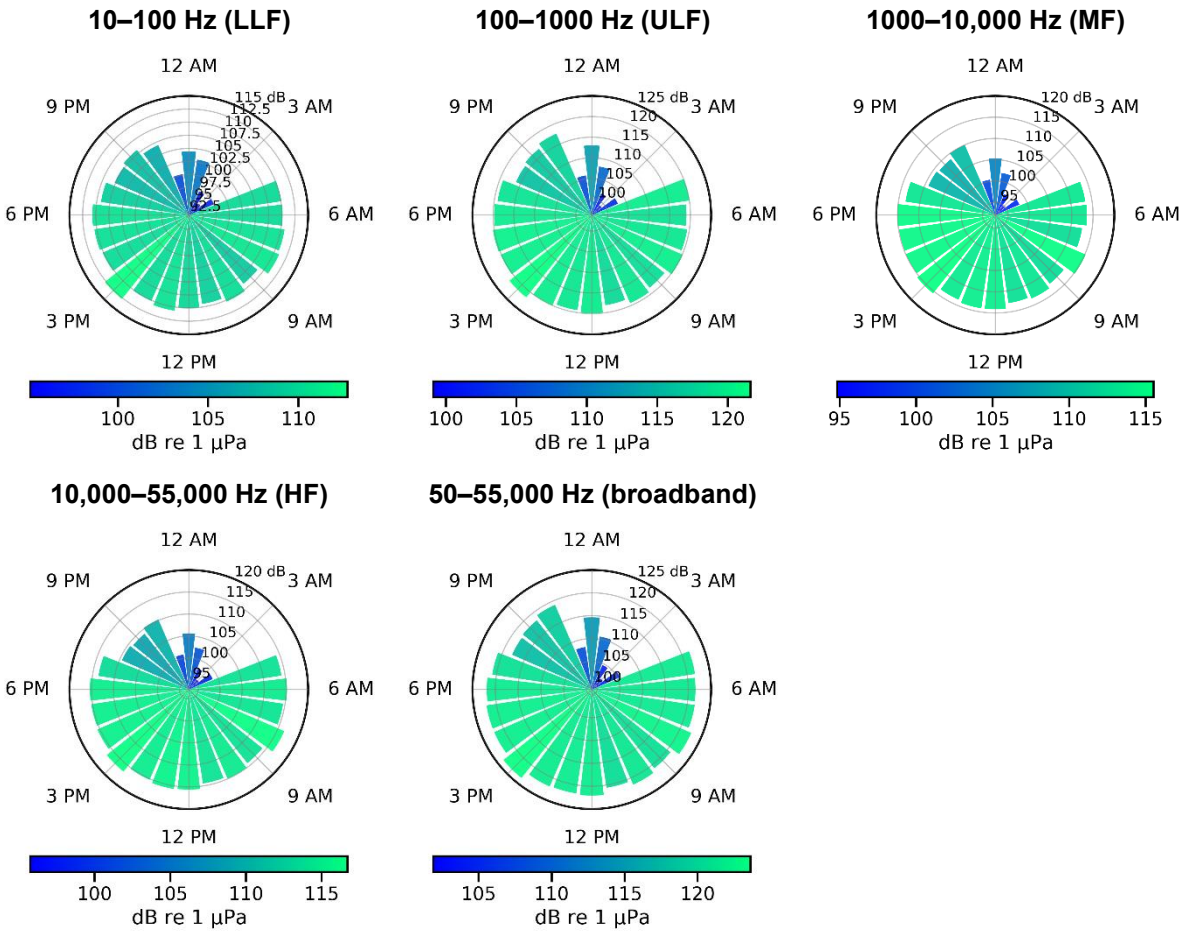 10–100 Hz (LLF)
100–1000 Hz (ULF)
1000–10,000 Hz (MF)
12 AM
9 PM
115 dB
3 AM
112.5
110
107.5
105
102.5
100
97.5
95
92.5
6 PM
6 AM
3 PM
9 AM
12 PM
100
105
110
dB re 1 µPa
12 AM
9 PM
125 dB
3 AM
120
115
110
105
100
6 PM
6 AM
3 PM
9 AM
12 PM
100
105
110
115
120
dB re 1 µPa
12 AM
9 PM
120 dB
3 AM
115
110
105
100
95
6 PM
6 AM
3 PM
9 AM
12 PM
95
100
105
110
115
dB re 1 µPa
10,000–55,000 Hz (HF)
50–55,000 Hz (broadband)
12 AM
9 PM
120 dB
3 AM
115
110
105
100
95
6 PM
6 AM
3 PM
9 AM
12 PM
100
105
110
115
dB re 1 µPa
12 AM
9 PM
125 dB
3 AM
120
115
110
105
100
6 PM
6 AM
3 PM
9 AM
12 PM
105
110
115
120
dB re 1 µPa